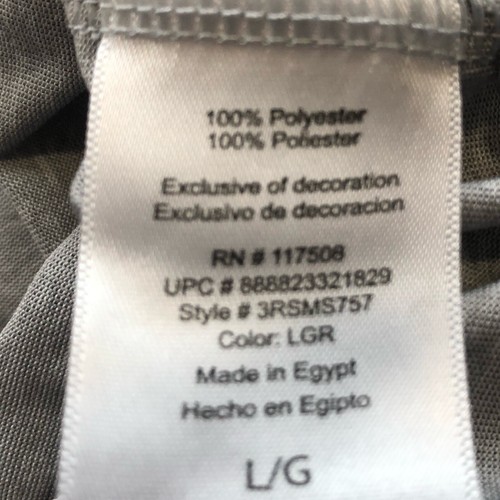 100% Polyester
100% Poliester
Exclusive of decoration
Exclusivo de decoracion
RN # 117508
UPC # 888823321829
Style # 3RSMS757
Color: LGR
Made in Egypt
Hecho en Egipto
L/G